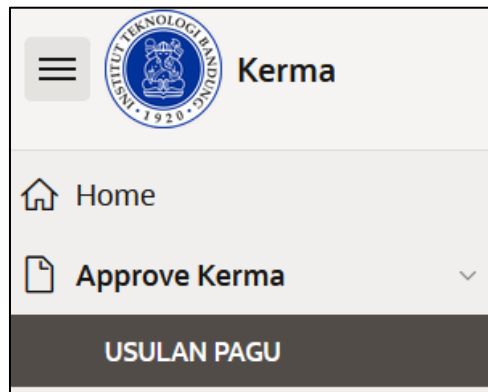 INSTITUT TEKNOLOGI BANDUNG
1920
Kerma
Home
Approve Kerma
USULAN PAGU